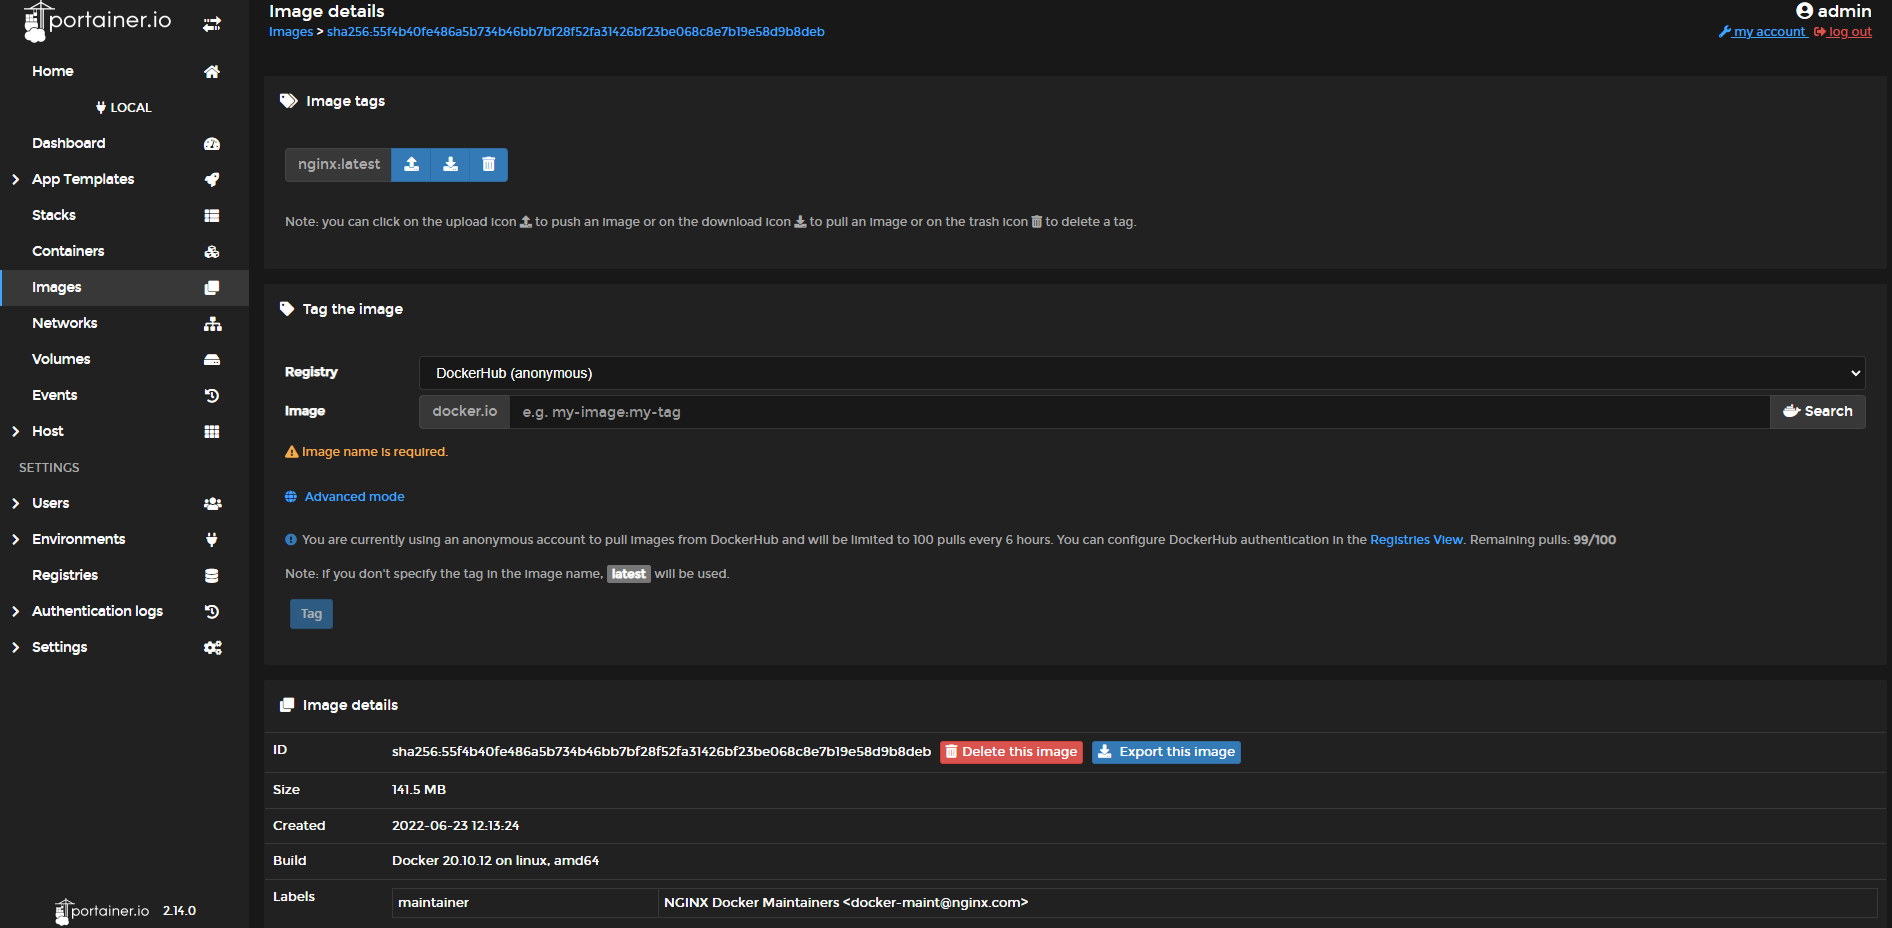 portainer.io
Home
LOCAL
Dashboard
App Templates
Stacks
Containers
Images
Networks
Volumes
Events
Host
SETTINGS
Users
Environments
Registries
Authentication logs
Settings
portainer.io 2.14.0
Image details
Images > sha256:55f4b40fe486a5b734b46bb7bf28f52fa31426bf23be068c8e7b19e58d9b8deb
admin
my account log out
Image tags
nginx:latest
Note: you can click on the upload icon to push an image or on the download icon to pull an image or on the trash icon to delete a tag.
Tag the image
Registry DockerHub (anonymous)
Image docker.io e.g. my-image:my-tag Search
Image name is required.
Advanced mode
You are currently using an anonymous account to pull images from DockerHub and will be limited to 100 pulls every 6 hours. You can configure DockerHub authentication in the Registries View. Remaining pulls: 99/100
Note: if you don't specify the tag in the image name, latest will be used.
Tag
Image details
ID sha256:55f4b40fe486a5b734b46bb7bf28f52fa31426bf23be068c8e7b19e58d9b8deb Delete this image Export this image
Size 141.5 MB
Created 2022-06-23 12:13:24
Build Docker 20.10.12 on linux, amd64
Labels maintainer NGINX Docker Maintainers <docker-maint@nginx.com>